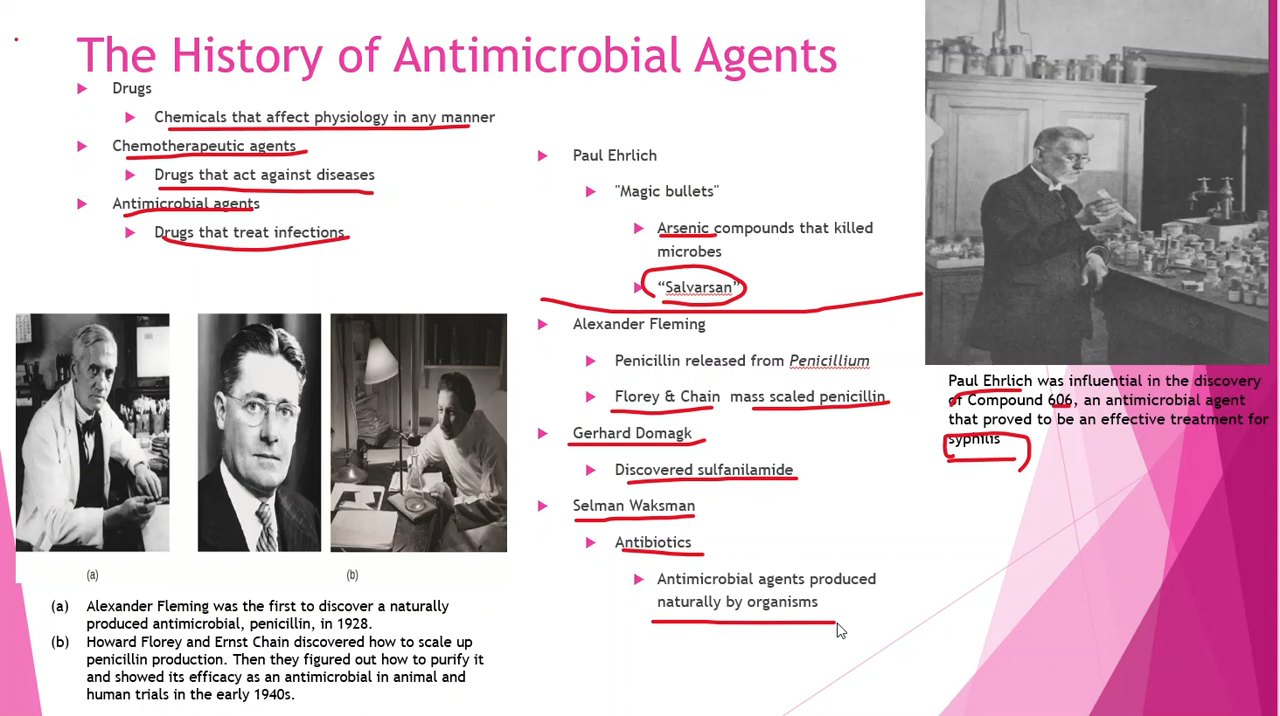 The History of Antimicrobial Agents
Drugs
Chemicals that affect physiology in any manner
Chemotherapeutic agents
Drugs that act against diseases
Antimicrobial agents
Drugs that treat infections
Paul Ehrlich
"Magic bullets"
Arsenic compounds that killed
microbes
“Salvarsan”
Alexander Fleming
Penicillin released from Penicillium
Florey & Chain mass scaled penicillin
Gerhard Domagk
Discovered sulfanilamide
Selman Waksman
Antibiotics
Antimicrobial agents produced
naturally by organisms
Paul Ehrlich was influential in the discovery
of Compound 606, an antimicrobial agent
that proved to be an effective treatment for
syphilis
(a)
(b)
(a) Alexander Fleming was the first to discover a naturally
produced antimicrobial, penicillin, in 1928.
(b) Howard Florey and Ernst Chain discovered how to scale up
penicillin production. Then they figured out how to purify it
and showed its efficacy as an antimicrobial in animal and
human trials in the early 1940s.